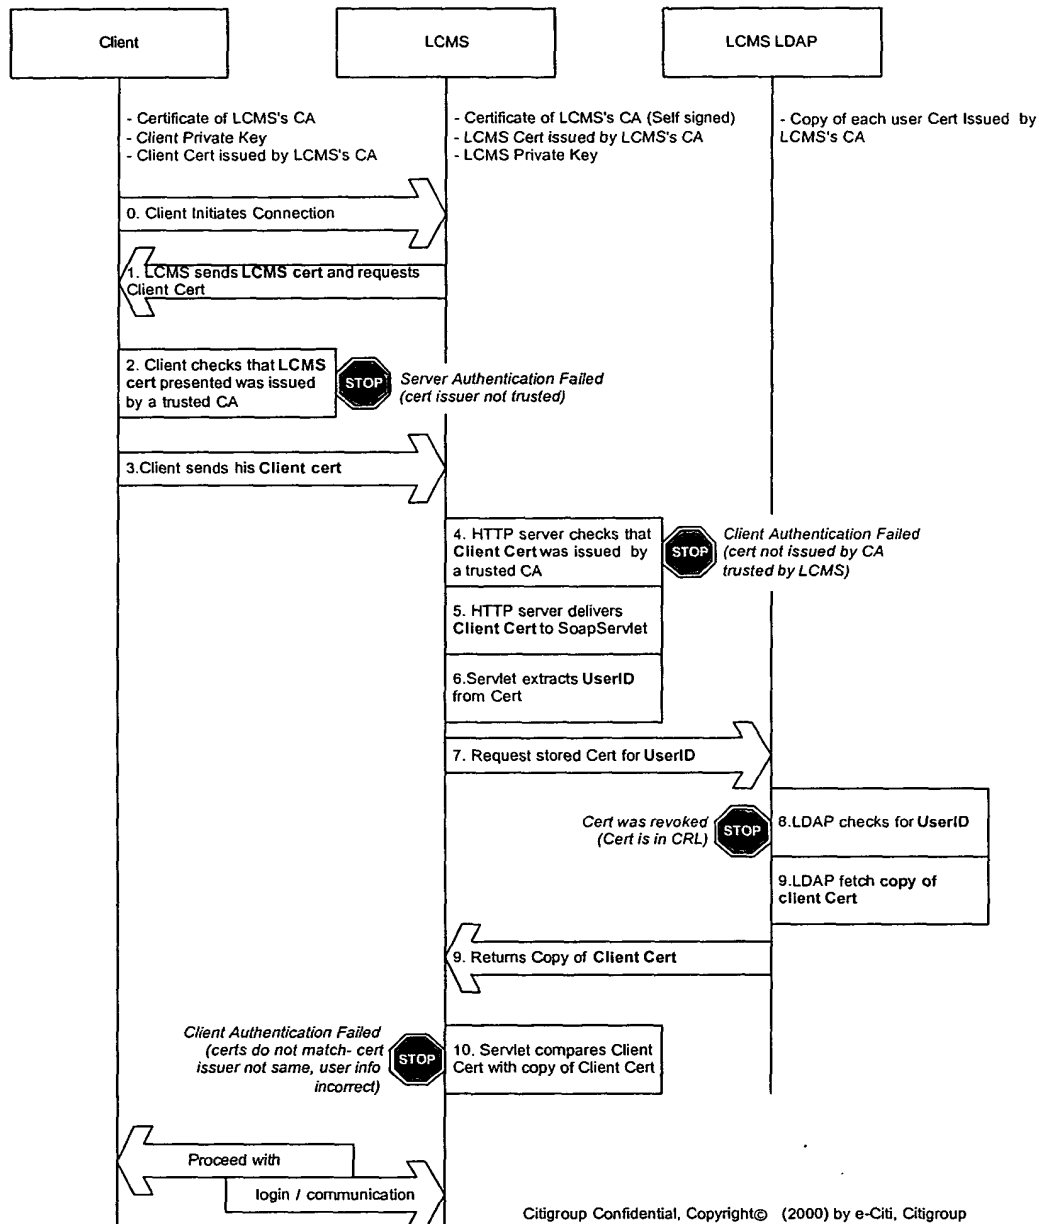 Client
LCMS
LCMS LDAP
- Certificate of LCMS's CA
- Client Private Key
- Client Cert issued by LCMS's CA
- Certificate of LCMS's CA (Self signed)
- LCMS Cert issued by LCMS's CA
- LCMS Private Key
- Copy of each user Cert Issued by
LCMS's CA
0. Client Initiates Connection
1. LCMS sends LCMS cert and requests
Client Cert
2. Client checks that LCMS
cert presented was issued
by a trusted CA
STOP
Server Authentication Failed
(cert issuer not trusted)
3.Client sends his Client cert
4. HTTP server checks that
Client Cert was issued by
a trusted CA
STOP
Client Authentication Failed
(cert not issued by CA
trusted by LCMS)
5. HTTP server delivers
Client Cert to SoapServlet
6.Servlet extracts UserID
from Cert
7. Request stored Cert for UserID
Cert was revoked
(Cert is in CRL)
STOP
8.LDAP checks for UserID
9.LDAP fetch copy of
client Cert
9. Returns Copy of Client Cert
Client Authentication Failed
(certs do not match- cert
issuer not same, user info
incorrect)
STOP
10. Servlet compares Client
Cert with copy of Client Cert
Proceed with
login / communication
Citigroup Confidential, Copyright© (2000) by e-Citi, Citigroup